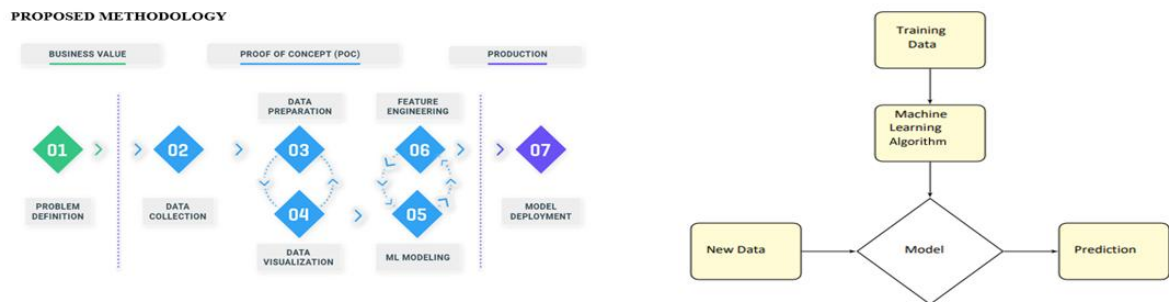 PROPOSED METHODOLOGY
BUSINESS VALUE
PROOF OF CONCEPT (POC)
PRODUCTION
DATA
PREPARATION
FEATURE
ENGINEERING
01
02
03
06
07
04
05
PROBLEM
DEFINITION
DATA
COLLECTION
MODEL
DEPLOYMENT
DATA
VISUALIZATION
ML MODELING
Training
Data
Machine
Learning
Algorithm
New Data
Model
Prediction